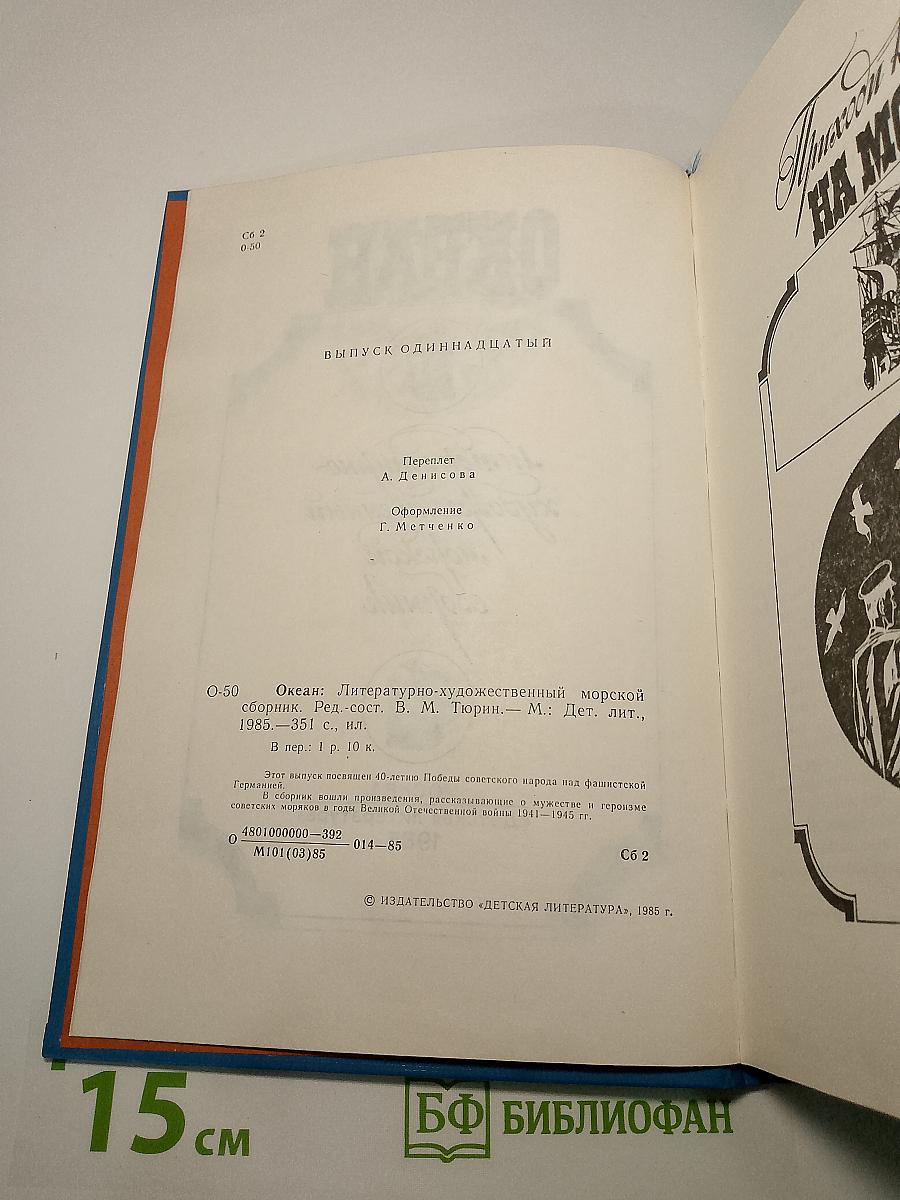 Сб 2
О-50
ВЫПУСК ОДИННАДЦАТЫЙ
Переплет
А. Денисова
Оформление
Г. Метченко
О-50 Океан: Литературно-художественный морской
сборник. Ред.-сост. В. М. Тюрин.— М.: Дет. лит.,
1985.—351 с., ил.
В пер.: 1 р. 10 к.
Этот выпуск посвящен 40-летию Победы советского народа над фашистской
Германией.
В сборник вошли произведения, рассказывающие о мужестве и героизме
советских моряков в годы Великой Отечественной войны 1941—1945 гг.
О 4801000000—392 014—85
М101(03)85
Сб 2
© ИЗДАТЕЛЬСТВО «ДЕТСКАЯ ЛИТЕРАТУРА», 1985 г.
Приходи
НА
15 см
БФ БИБЛИОФАН